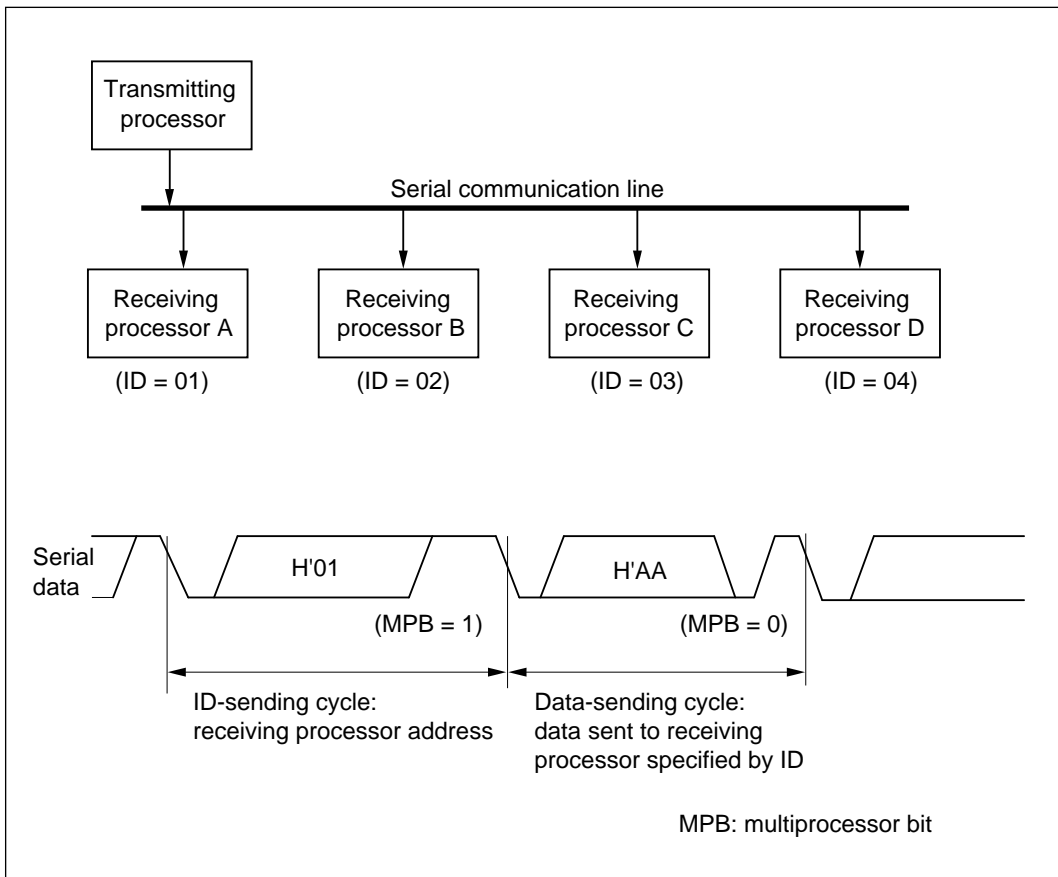 Transmitting
processor
Serial communication line
Receiving
processor A
Receiving
processor B
Receiving
processor C
Receiving
processor D
(ID = 01)
(ID = 02)
(ID = 03)
(ID = 04)
Serial
data
H'01
H'AA
(MPB = 1)
(MPB = 0)
ID-sending cycle:
receiving processor address
Data-sending cycle:
data sent to receiving
processor specified by ID
MPB: multiprocessor bit